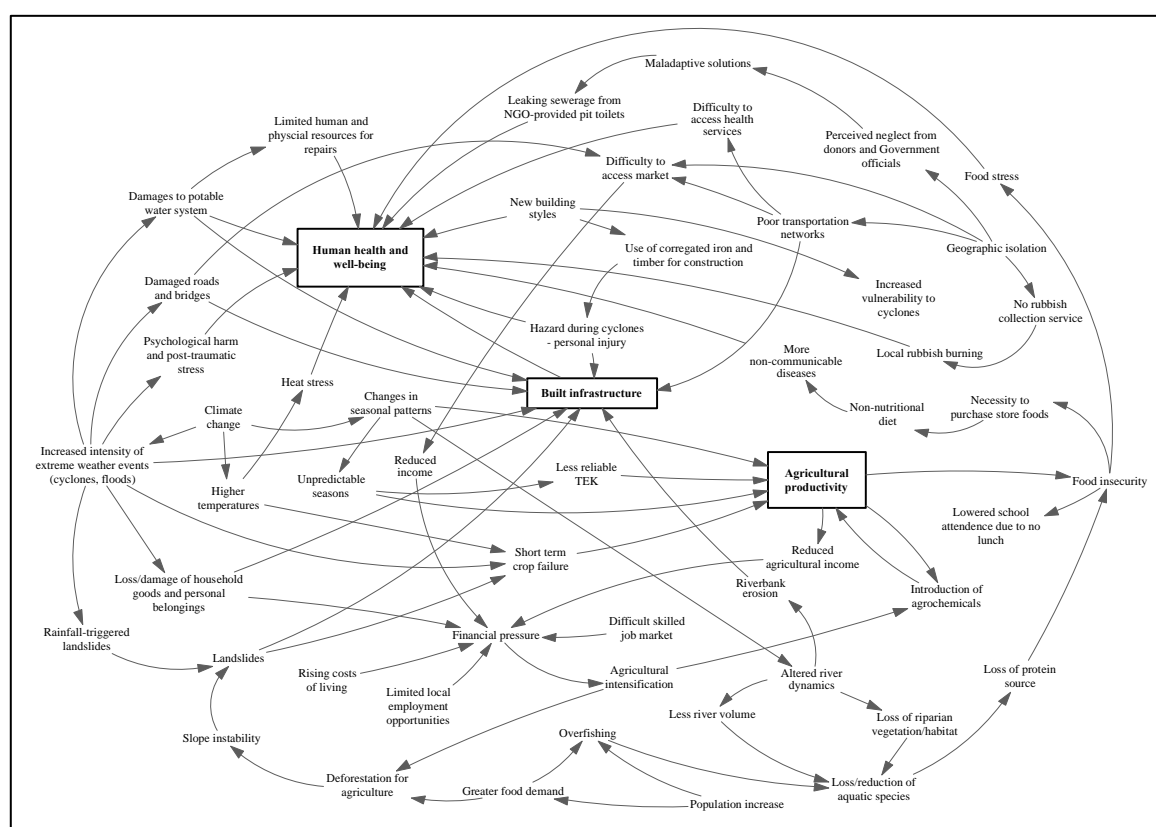 Maladaptive solutions
Leaking sewerage from
NGO-provided pit toilets
Difficulty to
access health
services
Limited human and
physcial resources for
repairs
Perceived neglect from
donors and Government
officials
Difficulty to
access market
Food stress
Damages to potable
water system
New building
styles
Poor transportation
networks
Human health and
well-being
Use of corregated iron and
timber for construction
Geographic isolation
Damaged roads
and bridges
Increased
vulnerability to
cyclones
No rubbish
collection service
Psychological harm
and post-traumatic
stress
Hazard during cyclones
- personal injury
More
non-communicable
diseases
Local rubbish burning
Heat stress
Built infrastructure
Changes in
seasonal patterns
Climate
change
Non-nutritional
diet
Necessity to
purchase store foods
Increased intensity of
extreme weather events
(cyclones, floods)
Reduced
income
Unpredictable
seasons
Less reliable
TEK
Agricultural
productivity
Food insecurity
Higher
temperatures
Lowered school
attendence due to no
lunch
Short term
crop failure
Reduced
agricultural income
Loss/damage of household
goods and personal
belongings
Riverbank
erosion
Introduction of
agrochemicals
Rainfall-triggered
landslides
Financial pressure
Difficult skilled
job market
Landslides
Rising costs
of living
Limited local
employment
opportunities
Agricultural
intensification
Altered river
dynamics
Loss of protein
source
Less river volume
Loss of riparian
vegetation/habitat
Slope instability
Overfishing
Deforestation for
agriculture
Greater food demand
Population increase
Loss/reduction of
aquatic species